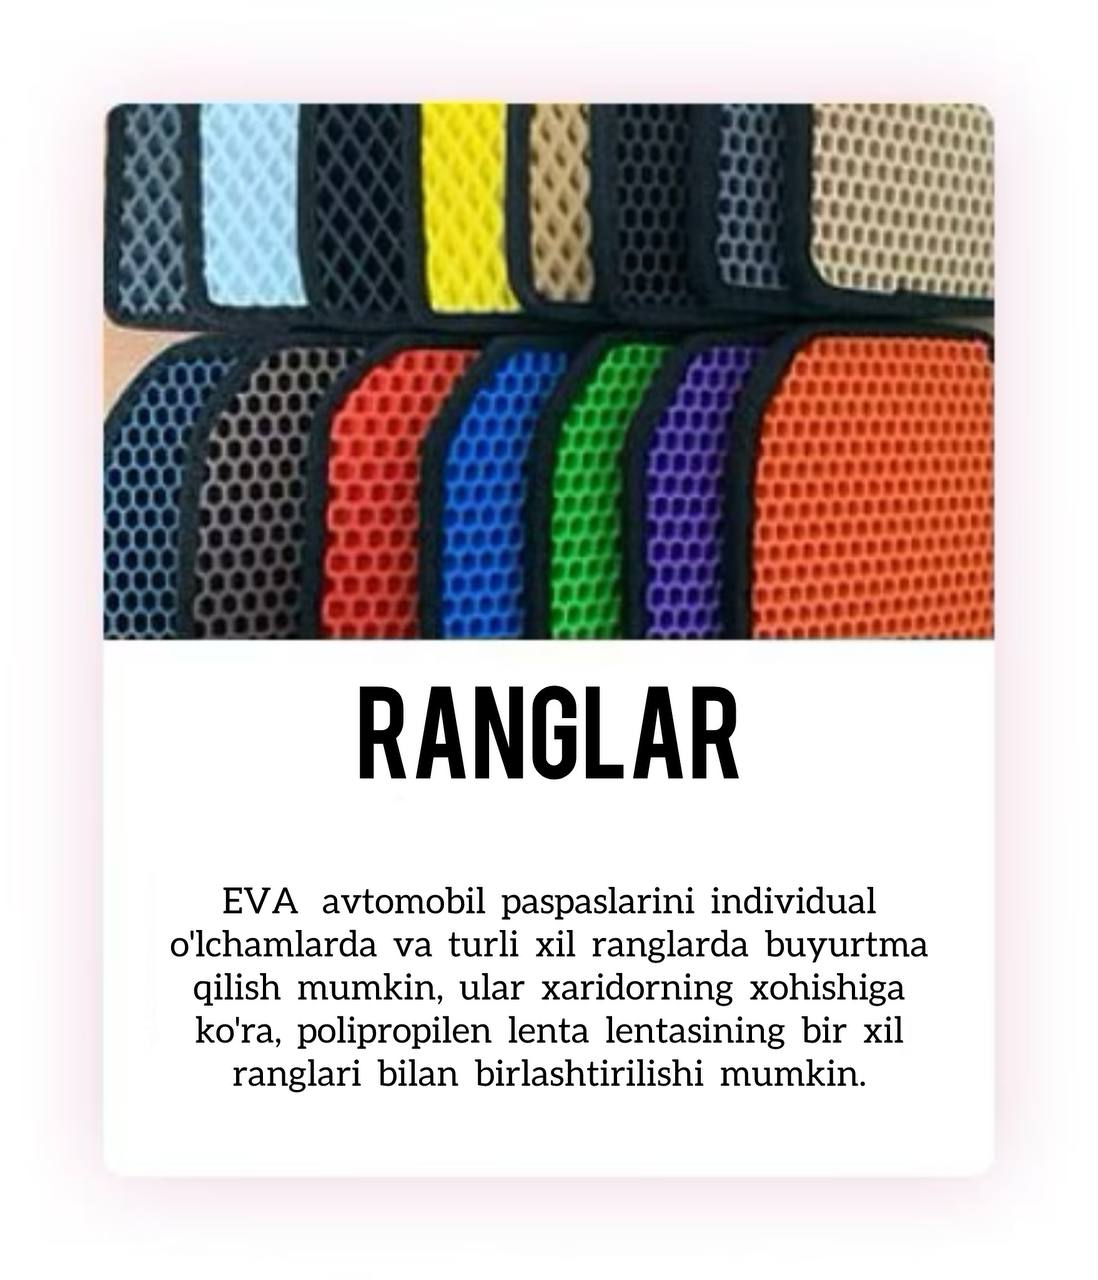 RANGLAR
EVA avtomobil paspaslarini individual
o'lchamlarda va turli xil ranglarda buyurtma
qilish mumkin, ular xaridorning xohishiga
ko'ra, polipropilen lenta lentasining bir xil
ranglari bilan birlashtirilishi mumkin.